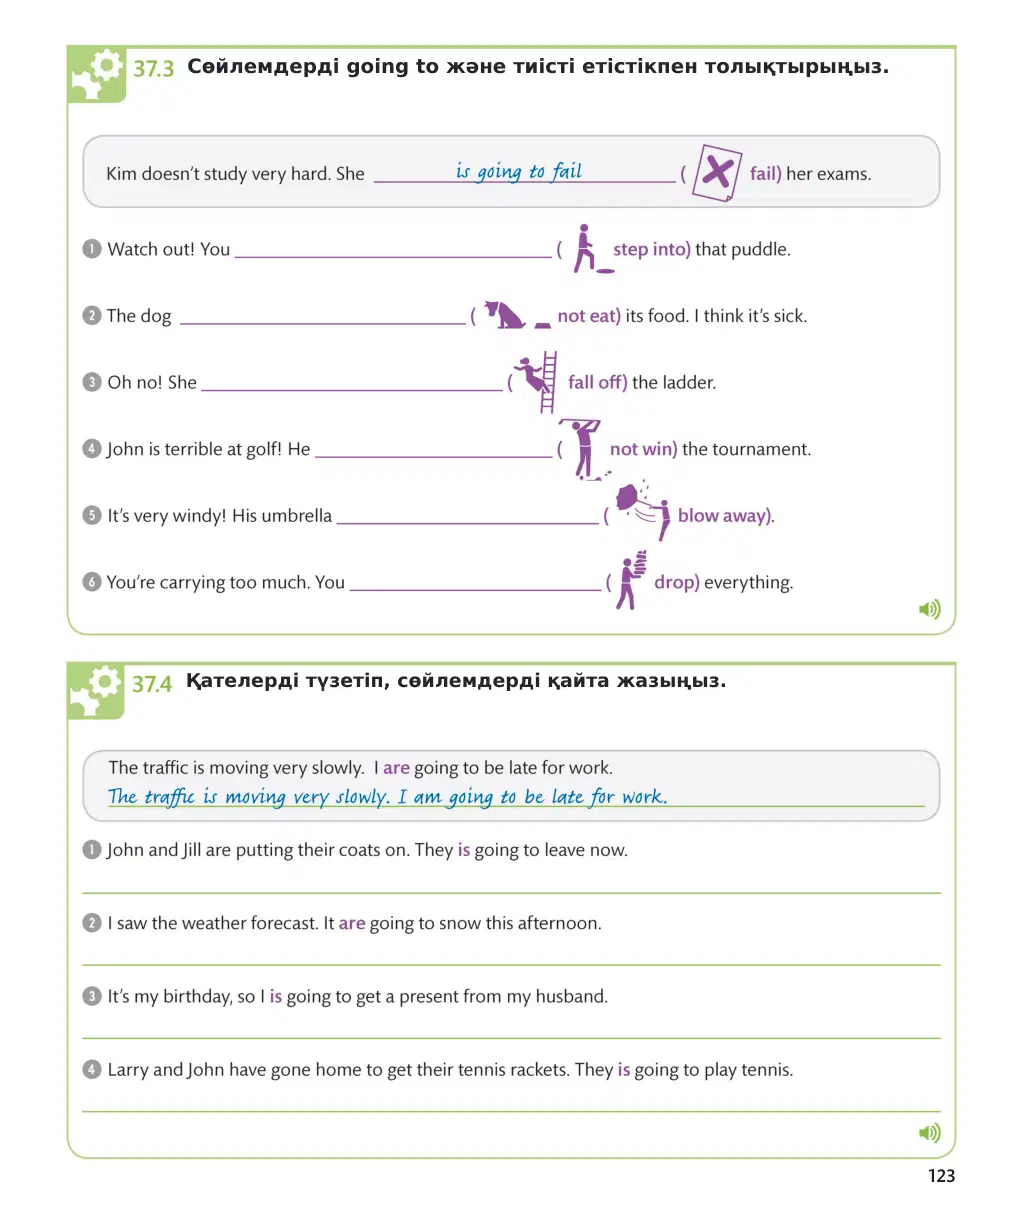 37.3 Сөйлемдерді going to және тиісті етістікпен толықтырыңыз.
Kim doesn't study very hard. She is going to fail ( fail) her exams.
1 Watch out! You ( step into) that puddle.
2 The dog ( not eat) its food. I think it's sick.
3 Oh no! She ( fall off) the ladder.
4 John is terrible at golf! He ( not win) the tournament.
5 It's very windy! His umbrella ( blow away).
6 You're carrying too much. You ( drop) everything.
37.4 Қателерді түзетіп, сөйлемдерді қайта жазыңыз.
The traffic is moving very slowly. I are going to be late for work.
The traffic is moving very slowly. I am going to be late for work.
1 John and Jill are putting their coats on. They is going to leave now.
2 I saw the weather forecast. It are going to snow this afternoon.
3 It's my birthday, so I is going to get a present from my husband.
4 Larry and John have gone home to get their tennis rackets. They is going to play tennis.
123